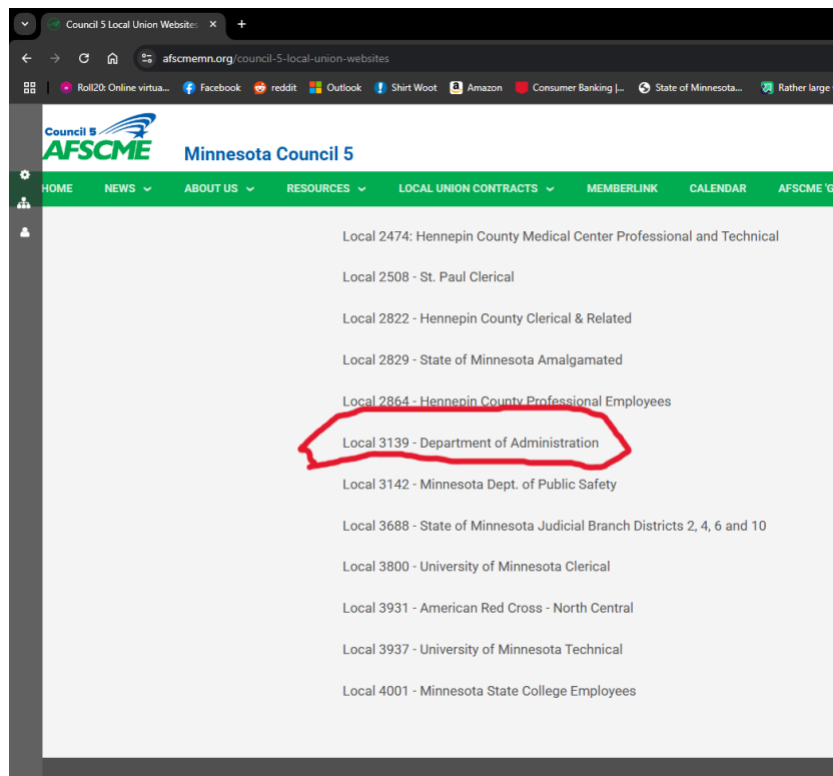 Council 5 Local Union Websites
afscmemn.org/council-5-local-union-websites
Roll20: Online virtua... Facebook reddit Outlook Shirt Woot Amazon Consumer Banking |... State of Minnesota... Rather large
Council 5
AFSCME
Minnesota Council 5
HOME NEWS ABOUT US RESOURCES LOCAL UNION CONTRACTS MEMBERLINK CALENDAR AFSCME 'G
Local 2474: Hennepin County Medical Center Professional and Technical
Local 2508 - St. Paul Clerical
Local 2822 - Hennepin County Clerical & Related
Local 2829 - State of Minnesota Amalgamated
Local 2864 - Hennepin County Professional Employees
Local 3139 - Department of Administration
Local 3142 - Minnesota Dept. of Public Safety
Local 3688 - State of Minnesota Judicial Branch Districts 2, 4, 6 and 10
Local 3800 - University of Minnesota Clerical
Local 3931 - American Red Cross - North Central
Local 3937 - University of Minnesota Technical
Local 4001 - Minnesota State College Employees